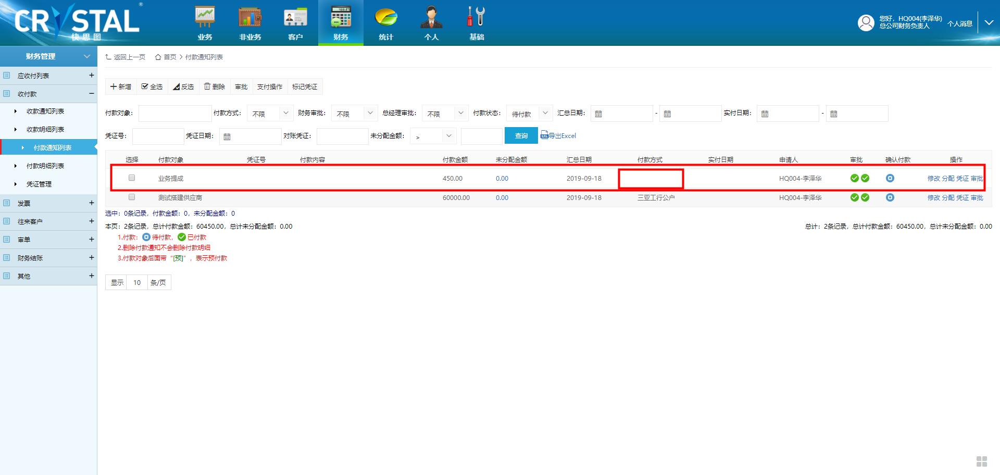 CRYSTAL
®
快思图
业务
非业务
客户
财务
统计
个人
基础
您好，HQ004(李泽华)
总公司财务负责人
个人消息
财务管理
应收付列表
收付款
收款通知列表
收款明细列表
付款通知列表
付款明细列表
凭证管理
发票
往来客户
审单
财务结账
其他
返回上一页 首页 > 付款通知列表
新增 全选 反选 删除 审批 支付操作 标记凭证
付款对象： 付款方式： 不限 财务审批： 不限 总经理审批： 不限 付款状态： 待付款 汇总日期： - 实付日期： -
凭证号： 凭证日期： 对账凭证： 未分配金额： > 查询 导出Excel
选择 付款对象 凭证号 付款内容 付款金额 未分配金额 汇总日期 付款方式 实付日期 申请人 审批 确认付款 操作
业务提成 450.00 0.00 2019-09-18 HQ004-李泽华 修改 分配 凭证 审批
测试搭建供应商 60000.00 0.00 2019-09-18 三亚工行公户 HQ004-李泽华 修改 分配 凭证 审批
选中：0条记录，付款金额：0，未分配金额：0
本页：2条记录，总计付款金额：60450.00，总计未分配金额：0.00
总计：2条记录，总计付款金额：60450.00，总计未分配金额：0.00
1.付款： 待付款， 已付款
2.删除付款通知不会删除付款明细
3.付款对象后面带“[预]”，表示预付款
显示 10 条/页